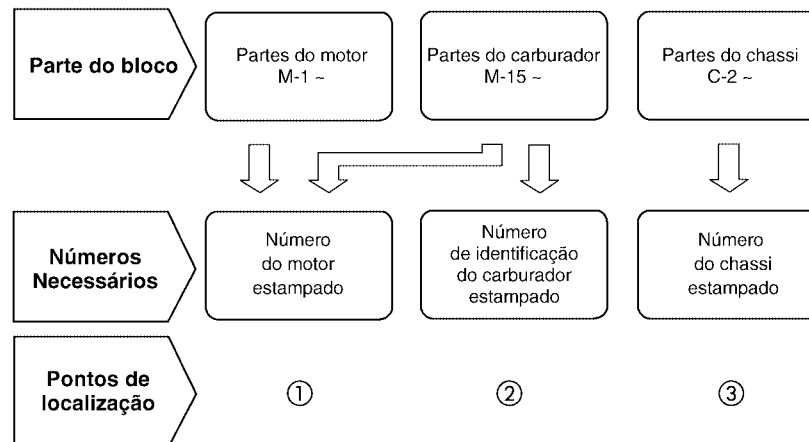 Parte do bloco
Partes do motor
M-1 ~
Partes do carburador
M-15 ~
Partes do chassi
C-2 ~
Números
Necessários
Número
do motor
estampado
Número
de identificação
do carburador
estampado
Número
do chassi
estampado
Pontos de
localização
①
②
③